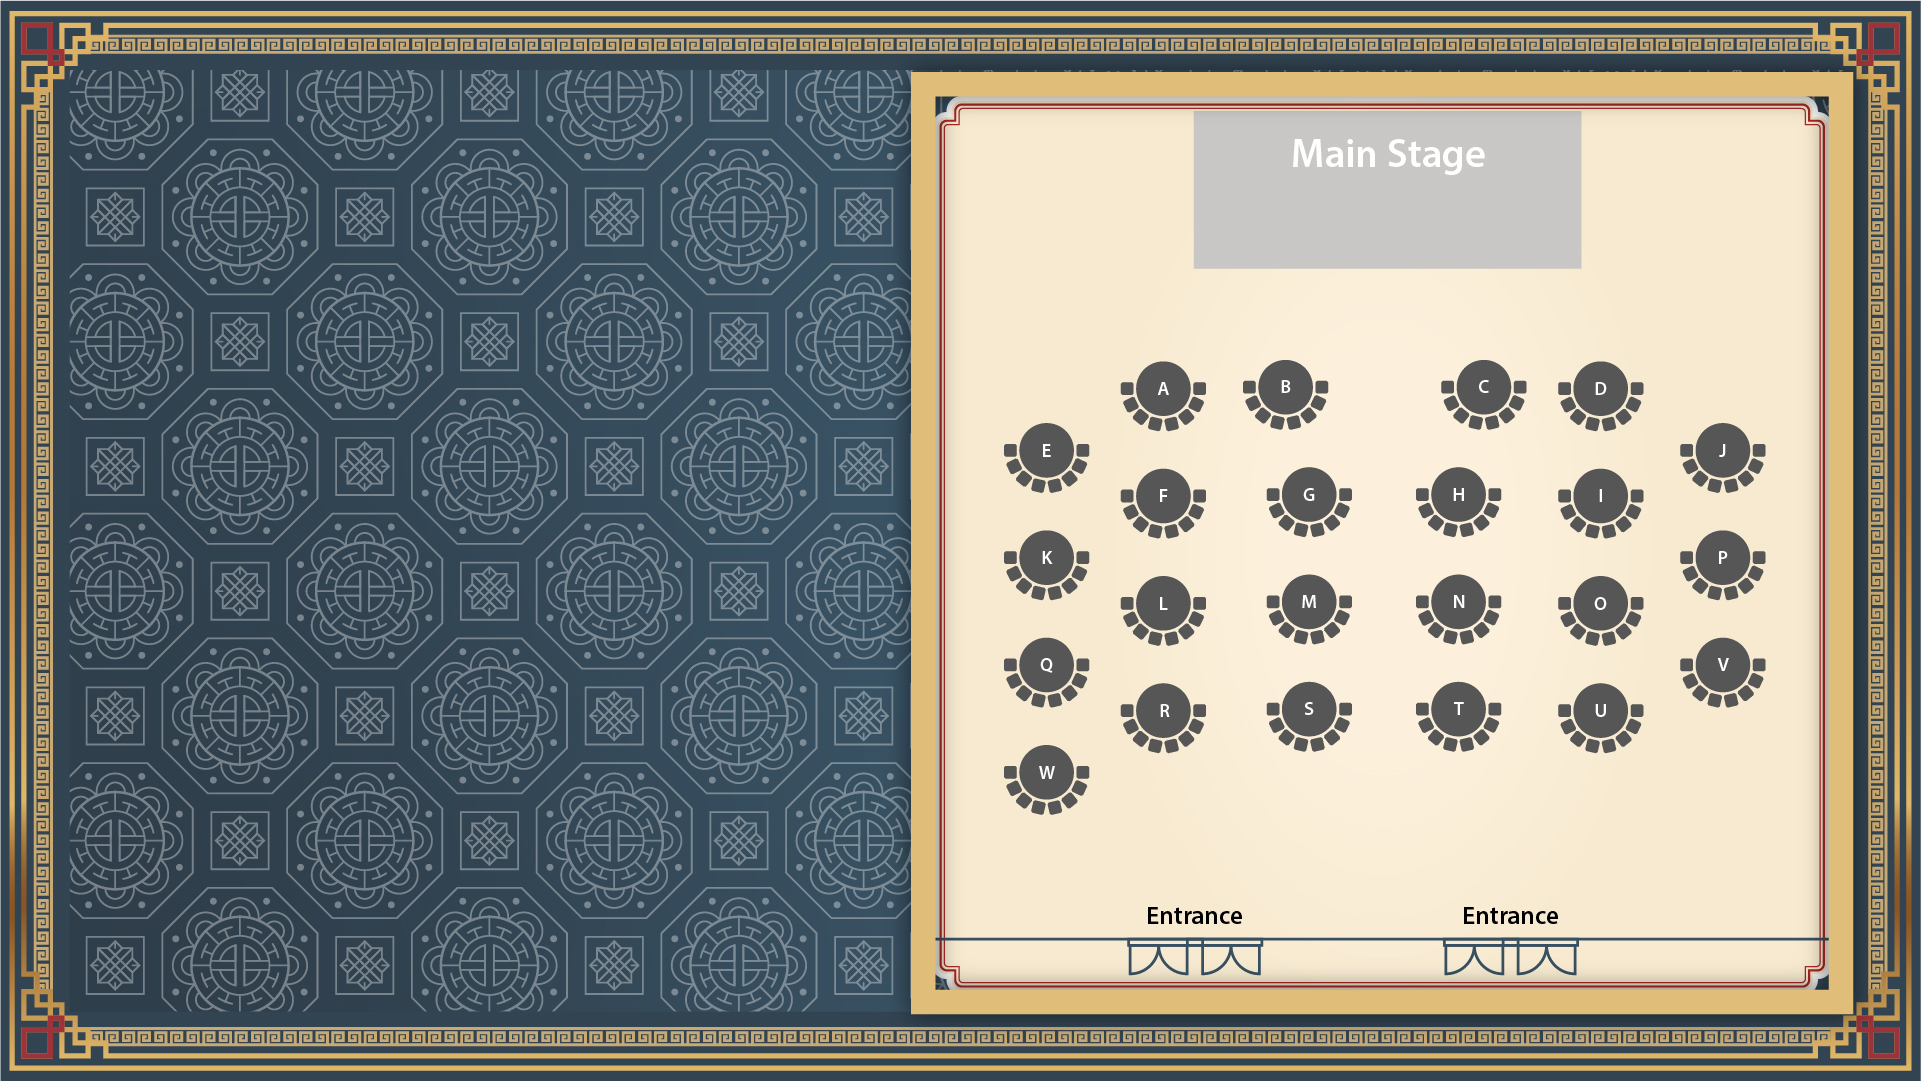 Main Stage
A B C D
E J
F G H I
K P
L M N O
Q V
R S T U
W
Entrance Entrance